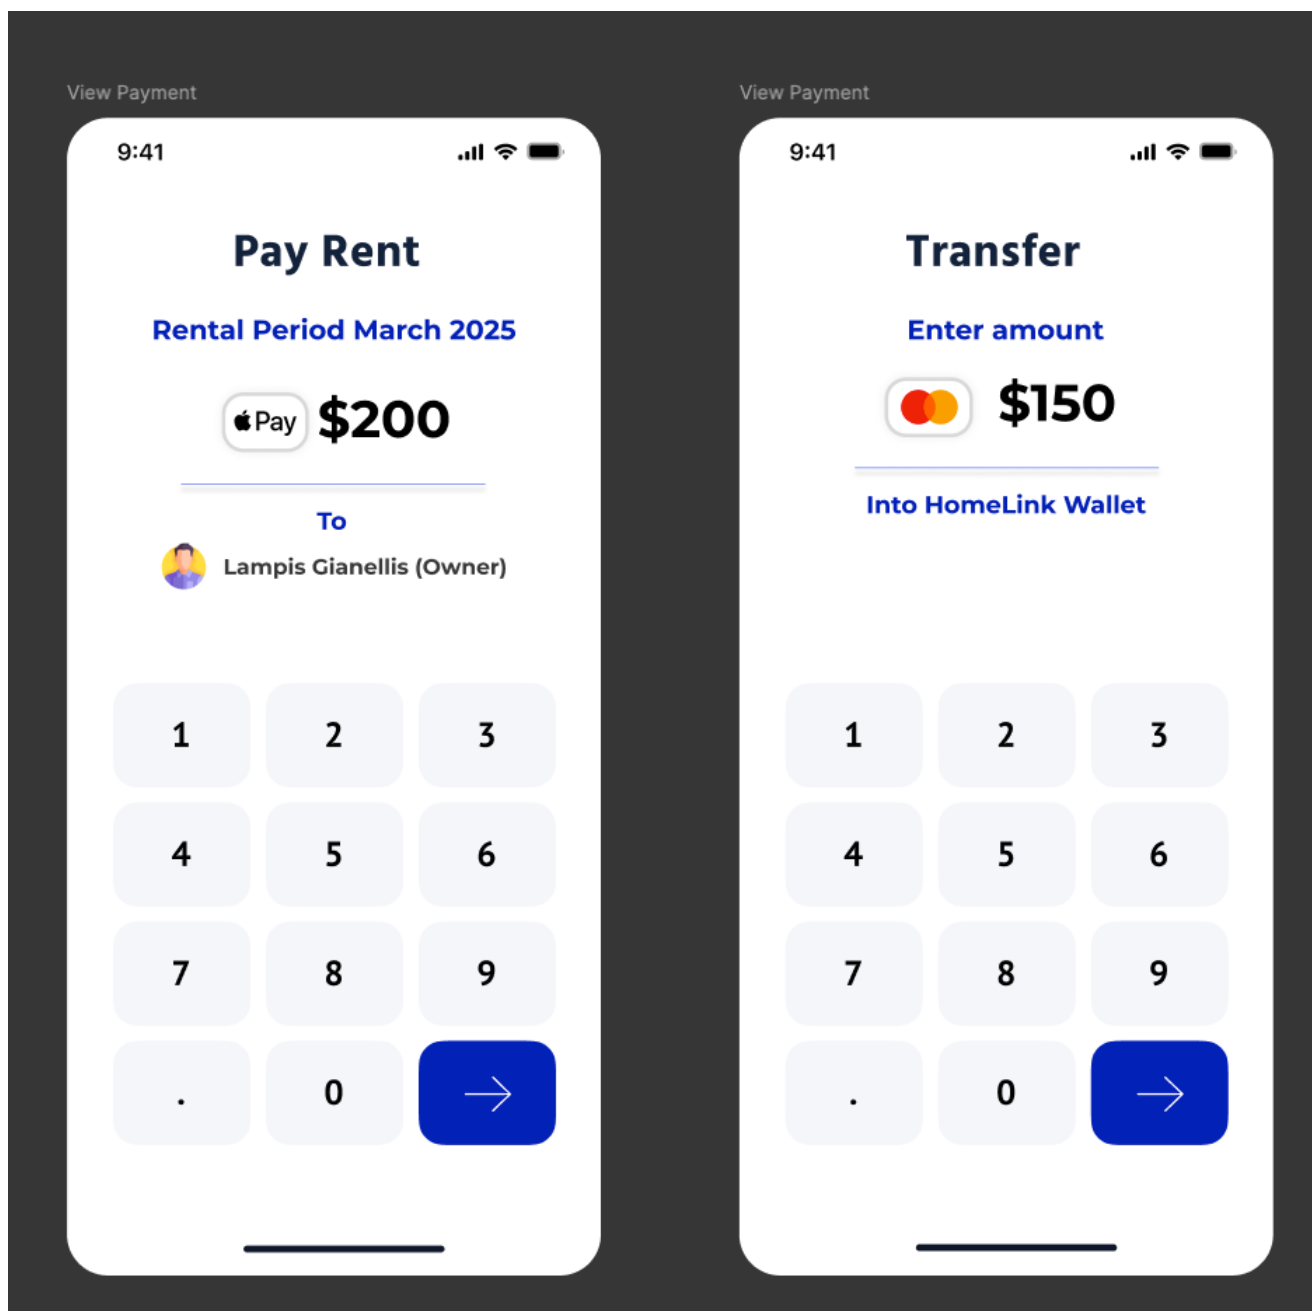 View Payment
9:41
Pay Rent
Rental Period March 2025
Pay $200
To
Lampis Gianellis (Owner)
1 2 3
4 5 6
7 8 9
. 0
View Payment
9:41
Transfer
Enter amount
$150
Into HomeLink Wallet
1 2 3
4 5 6
7 8 9
. 0